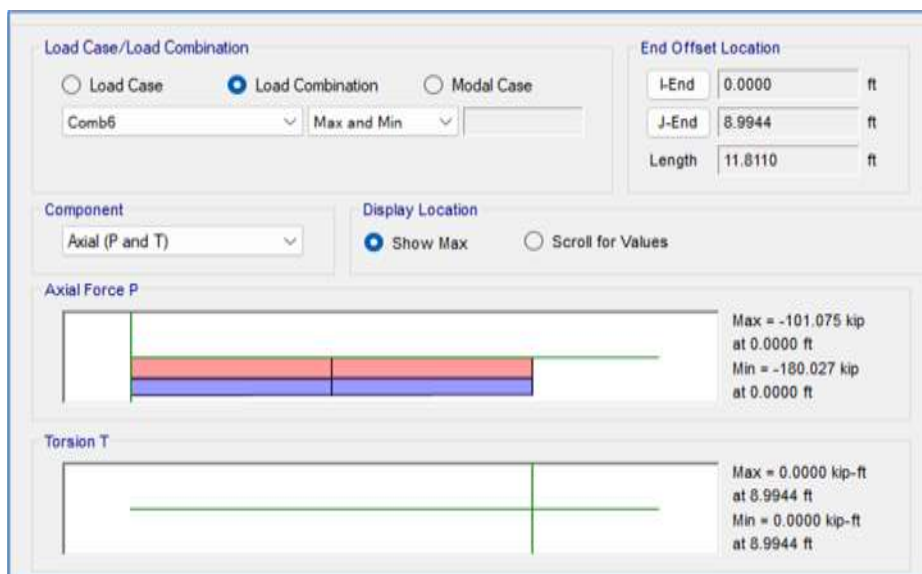 Load Case/Load Combination
Load Case
Load Combination
Modal Case
Comb6
Max and Min
End Offset Location
I-End 0.0000 ft
J-End 8.9944 ft
Length 11.8110 ft
Component
Axial (P and T)
Display Location
Show Max
Scroll for Values
Axial Force P
Max = -101.075 kip
at 0.0000 ft
Min = -180.027 kip
at 0.0000 ft
Torsion T
Max = 0.0000 kip-ft
at 8.9944 ft
Min = 0.0000 kip-ft
at 8.9944 ft